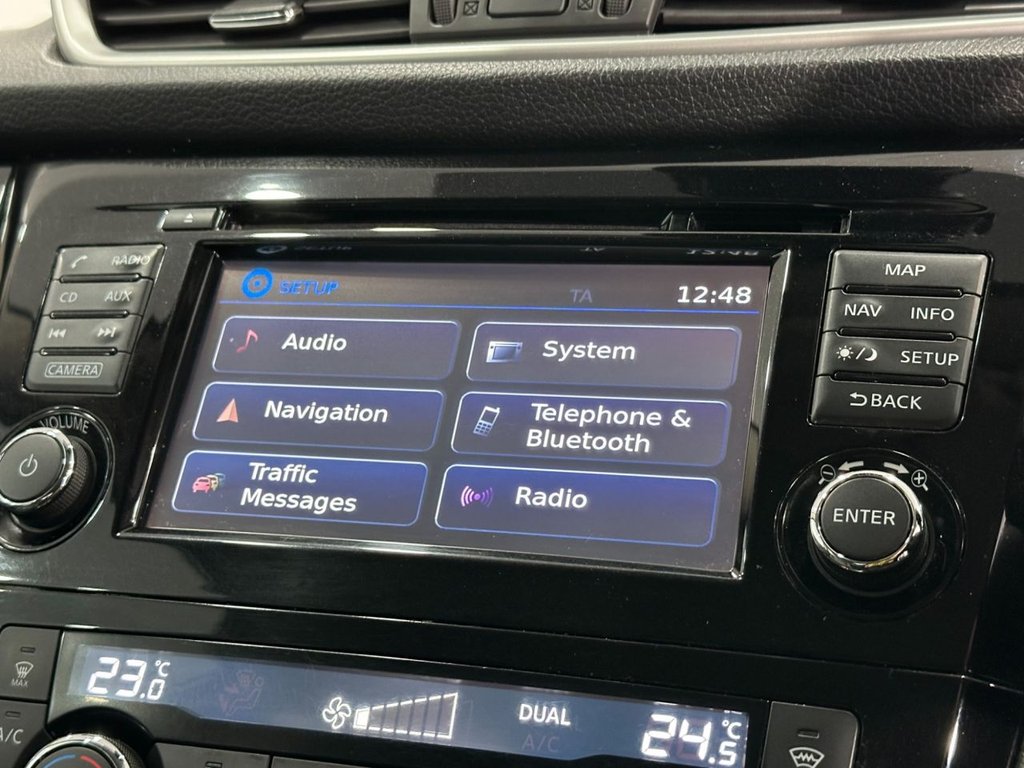 RADIO
CD AUX
CAMERA
VOLUME
SETUP TA 12:48
Audio
System
Navigation
Telephone &
Bluetooth
Traffic
Messages
Radio
MAP
NAV INFO
SETUP
BACK
ENTER
MAX
A/C
23.0 °C
DUAL
A/C
24.5 °C